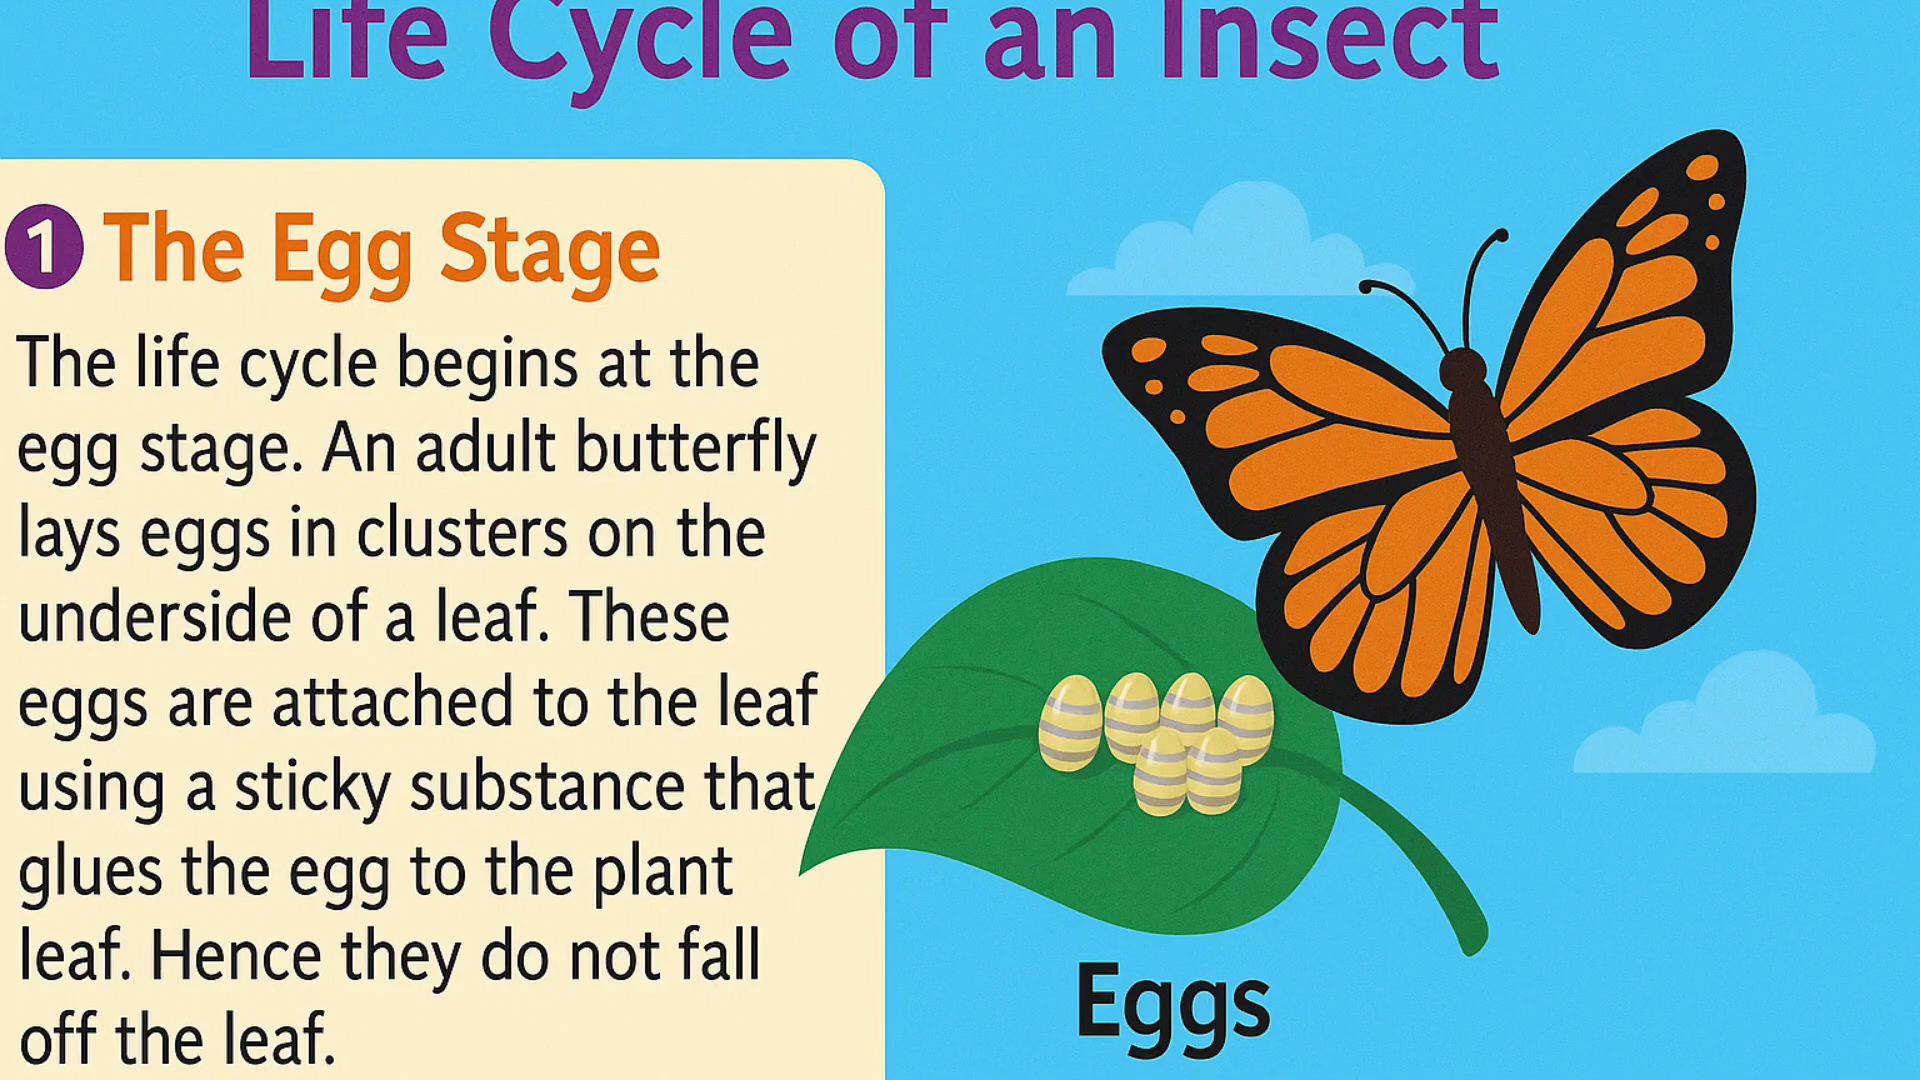 Life Cycle of an Insect
1 The Egg Stage
The life cycle begins at the
egg stage. An adult butterfly
lays eggs in clusters on the
underside of a leaf. These
eggs are attached to the leaf
using a sticky substance that
glues the egg to the plant
leaf. Hence they do not fall
off the leaf.
Eggs